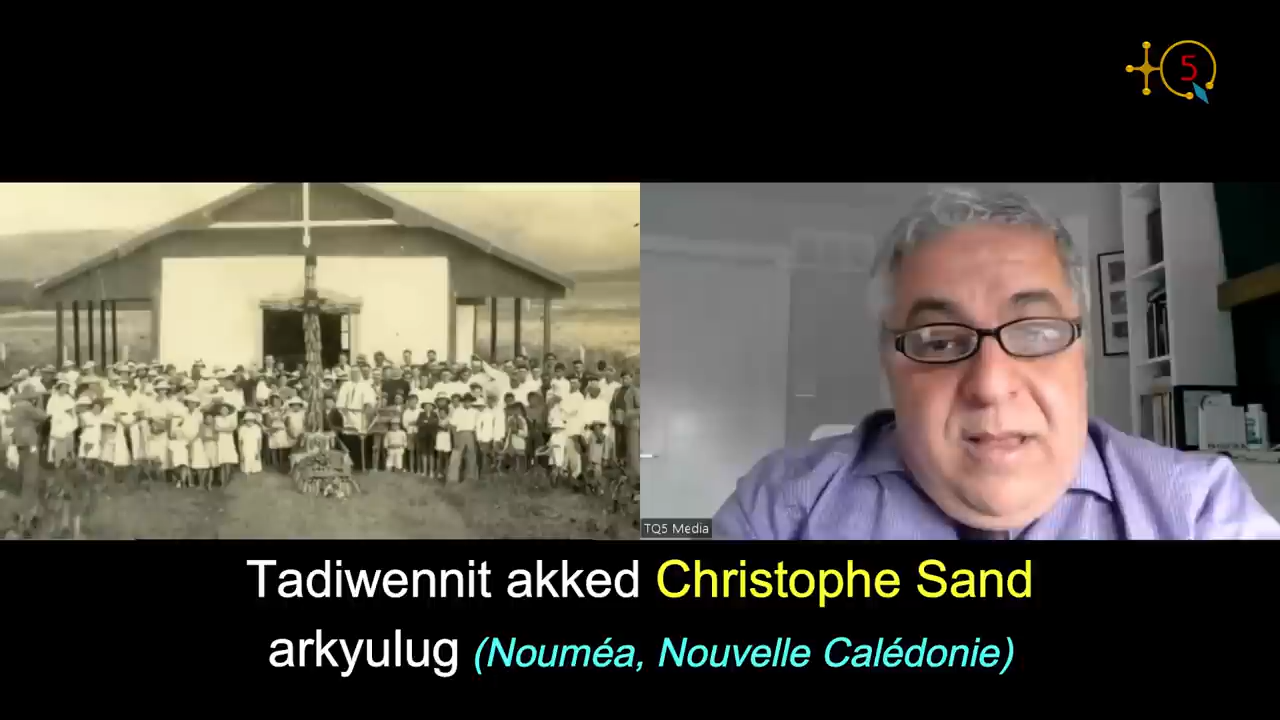 5
TQ5 Media
Tadiwennit akked Christophe Sand
arkyulug (Nouméa, Nouvelle Calédonie)